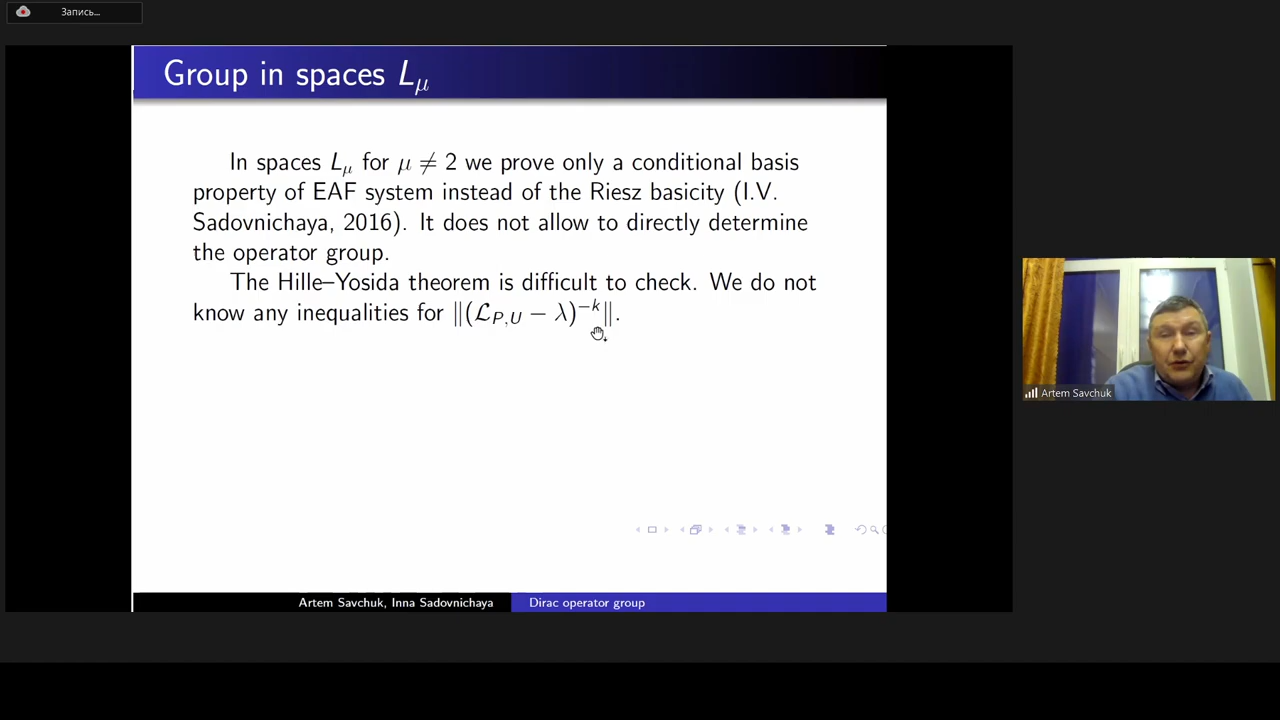 Запись...
Group in spaces L_μ
In spaces L_μ for μ ≠ 2 we prove only a conditional basis
property of EAF system instead of the Riesz basicity (I.V.
Sadovnichaya, 2016). It does not allow to directly determine
the operator group.
The Hille–Yosida theorem is difficult to check. We do not
know any inequalities for ‖(ℒ_{P,U} − λ)^{−k}‖.
Artem Savchuk
Artem Savchuk, Inna Sadovnichaya Dirac operator group